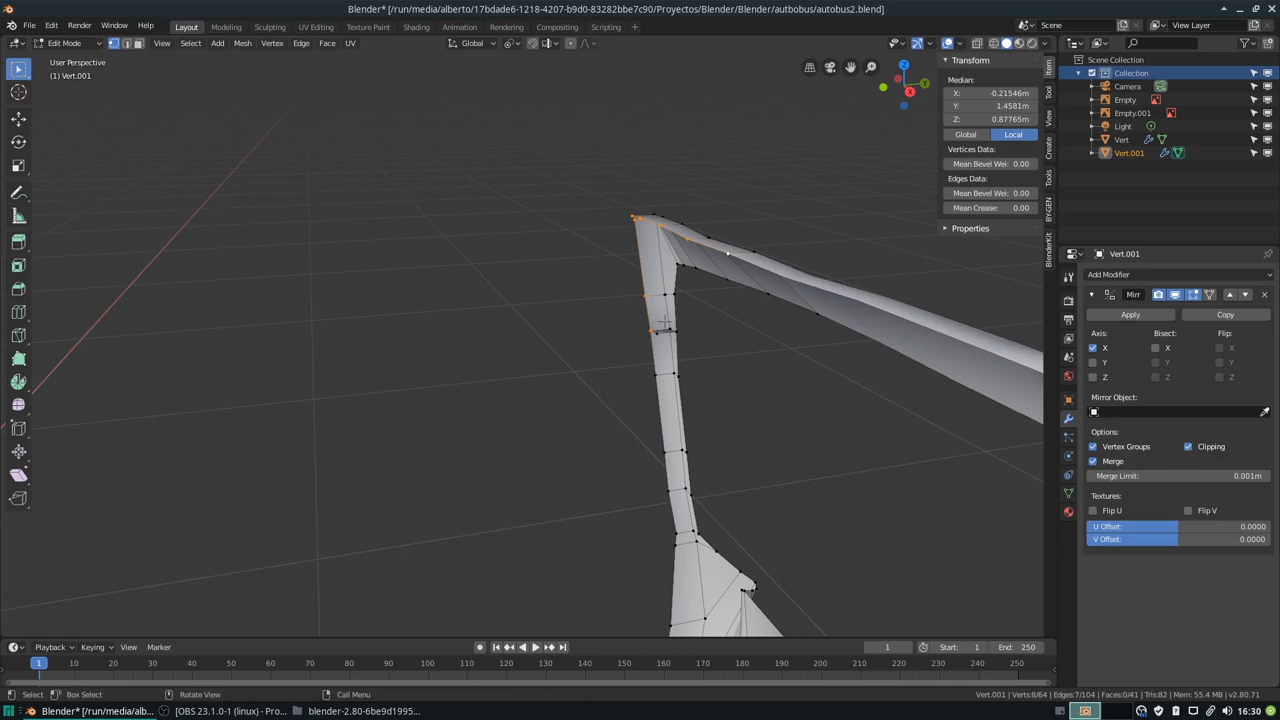 Blender* [/run/media/alberto/17bdade6-1218-4207-b9d0-83282bbe7c90/Proyectos/Blender/Blender/autbobus/autobus2.blend]
File Edit Render Window Help Layout Modeling Sculpting UV Editing Texture Paint Shading Animation Rendering Compositing Scripting + Scene View Layer
Edit Mode View Select Add Mesh Vertex Edge Face UV Global
User Perspective
(1) Vert.001
Transform
Median:
X: -0.21546m
Y: 1.4581m
Z: 0.87765m
Global Local
Vertices Data:
Mean Bevel Wei: 0.00
Edges Data:
Mean Bevel Wei: 0.00
Mean Crease: 0.00
Properties
Item
Tool
View
Create
Tools
BY-GEN
BlenderKit
Z
Y
X
Scene Collection
Collection
Camera
Empty
Empty.001
Light
Vert
Vert.001
Vert.001
Add Modifier
Mirr
Apply Copy
Axis: Bisect: Flip:
X X X
Y Y Y
Z Z Z
Mirror Object:
Options:
Vertex Groups Clipping
Merge
Merge Limit: 0.001m
Textures:
Flip U Flip V
U Offset: 0.0000
V Offset: 0.0000
Playback Keying View Marker 1 Start: 1 End: 250
1 10 20 30 40 50 60 70 80 90 100 110 120 130 140 150 160 170 180 190 200 210 220 230 240 250
Select Box Select Rotate View Call Menu Vert.001 | Verts:8/64 | Edges:7/104 | Faces:0/41 | Tris:82 | Mem: 55.4 MB | v2.80.71
Blender* [/run/media/alb... [OBS 23.1.0-1 (linux) - Pro... blender-2.80-6be9d1995... 16:30